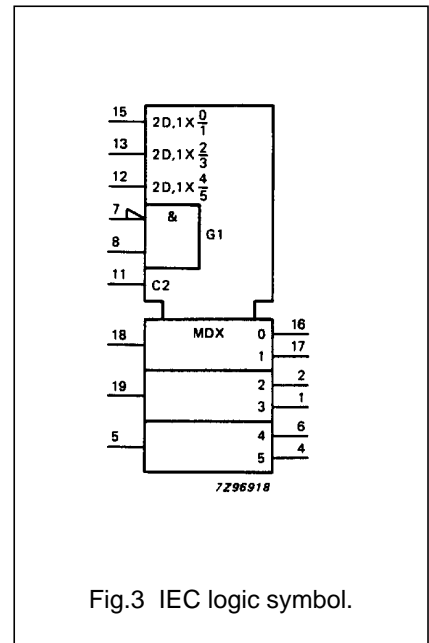 15 2D,1X 0/1
13 2D,1X 2/3
12 2D,1X 4/5
7 &
G1
8
11 C2
18 MDX 0 16
1 17
19 2 2
3 1
5 4 6
5 4
7Z96918
Fig.3 IEC logic symbol.